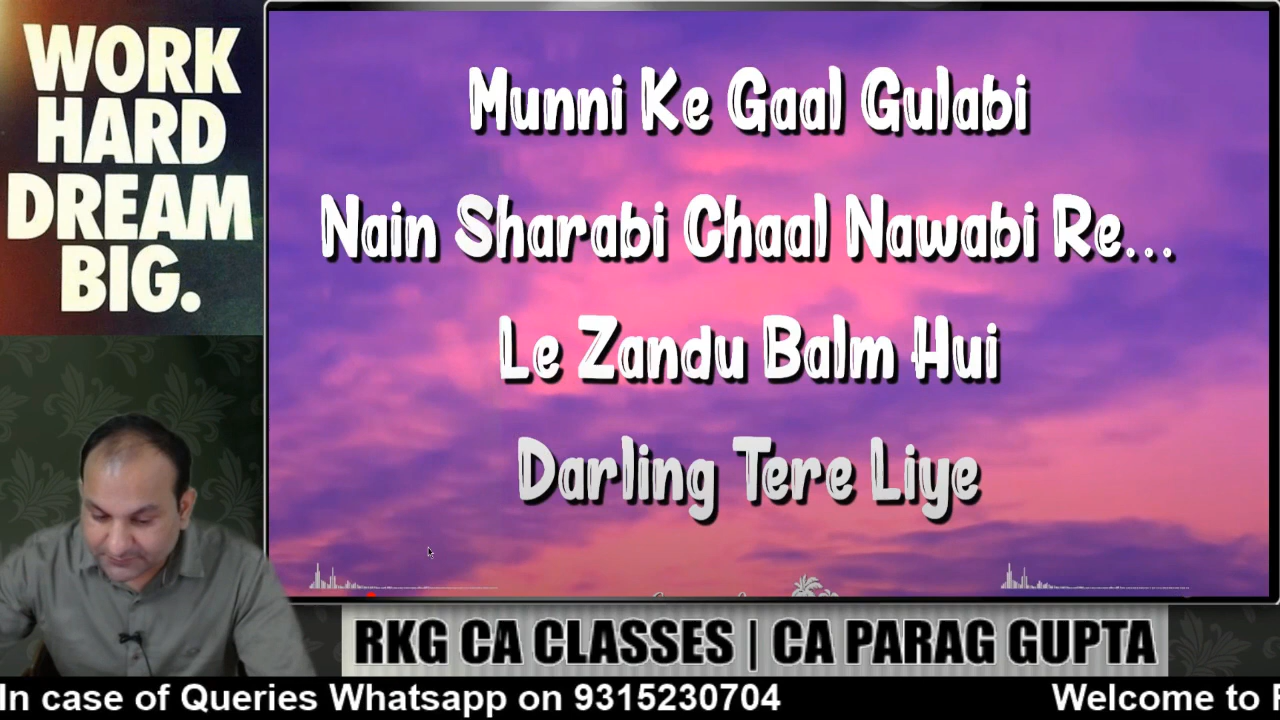 WORK
HARD
DREAM
BIG.
Munni Ke Gaal Gulabi
Nain Sharabi Chaal Nawabi Re...
Le Zandu Balm Hui
Darling Tere Liye
RKG CA CLASSES | CA PARAG GUPTA
In case of Queries Whatsapp on 9315230704 Welcome to